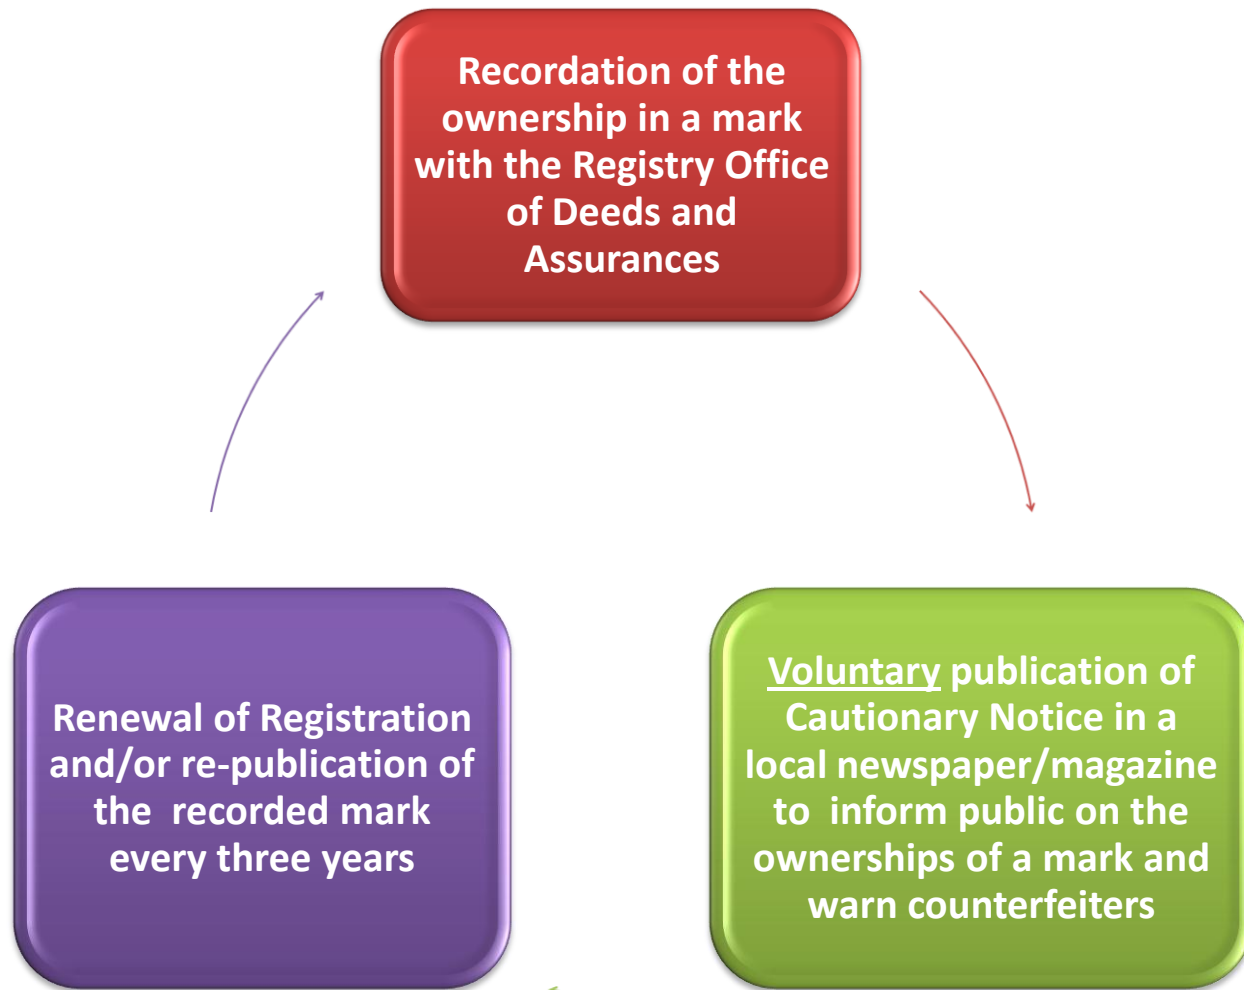 Recordation of the
ownership in a mark
with the Registry Office
of Deeds and
Assurances
Renewal of Registration
and/or re-publication of
the recorded mark
every three years
Voluntary publication of
Cautionary Notice in a
local newspaper/magazine
to inform public on the
ownerships of a mark and
warn counterfeiters